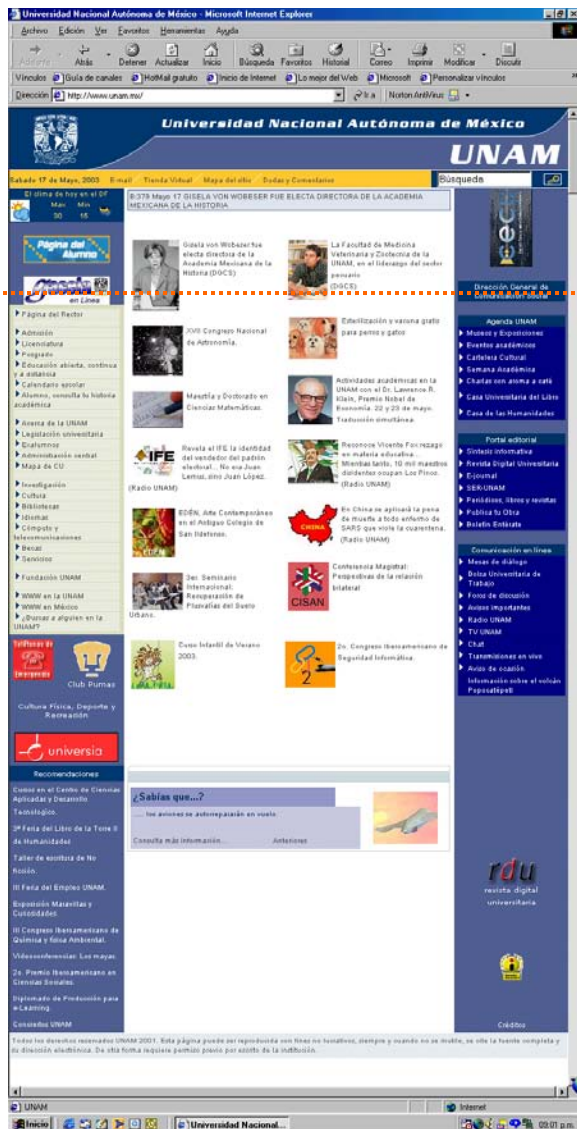 Universidad Nacional Autónoma de México - Microsoft Internet Explorer
Archivo Edición Ver Favoritos Herramientas Ayuda
Adelante Atrás Detener Actualizar Inicio Búsqueda Favoritos Historial Correo Imprimir Modificar Discutir
Vínculos Guía de canales HotMail gratuito Inicio de Internet Lo mejor del Web Microsoft Personalizar vínculos
Dirección http://www.unam.mx/ Ir a Norton AntiVirus
Universidad Nacional Autónoma de México
UNAM
Sabado 17 de Mayo, 2003 E-mail Tienda Virtual Mapa del sitio Dudas y Comentarios Búsqueda
El clima de hoy en el DF
Max Min
30 15
Página del Alumno
Gaceta
en Línea
Página del Rector
Admisión
Licenciatura
Posgrado
Educación abierta, continua
y a distancia
Calendario escolar
Alumno, consulta tu historia
académica
Acerca de la UNAM
Legislación universitaria
Exalumnos
Administración central
Mapa de CU
Investigación
Cultura
Bibliotecas
Idiomas
Cómputo y
telecomunicaciones
Becas
Servicios
Fundación UNAM
WWW en la UNAM
WWW en México
¿Buscas a alguien en la
UNAM?
Teléfonos de
Emergencia
Club Pumas
Cultura Física, Deporte y
Recreación
universia
Recomendaciones
Cursos en el Centro de Ciencias
Aplicadas y Desarrollo
Tecnológico.
3ª Feria del Libro de la Torre II
de Humanidades
Taller de escritura de No
ficción.
III Feria del Empleo UNAM.
Exposición Maravillas y
Curiosidades
III Congreso Iberoamericano de
Química y física Ambiental.
Videoconferencias: Los mayas.
2o. Premio Iberoamericano en
Ciencias Sociales.
Diplomado de Producción para
e-Learning.
Conciertos UNAM
8:379 Mayo 17 GISELA VON WOBESER FUE ELECTA DIRECTORA DE LA ACADEMIA
MEXICANA DE LA HISTORIA
Gisela von Wobeser fue
electa directora de la
Academia Mexicana de la
Historia (DGCS)
La Facultad de Medicina
Veterinaria y Zootecnia de la
UNAM, en el liderazgo del sector
pecuario
(DGCS)
XVII Congreso Nacional
de Astronomía.
Esterilización y vacuna gratis
para perros y gatos
Maestría y Doctorado en
Ciencias Matemáticas.
Actividades académicas en la
UNAM con el Dr. Lawrence R.
Klein, Premio Nobel de
Economía. 22 y 23 de mayo.
Traducción simultánea.
IFE
Revela el IFE la identidad
del vendedor del padrón
electoral... No era Juan
Lemus, sino Juan López.
(Radio UNAM)
Reconoce Vicente Fox rezago
en materia educativa...
Mientras tanto, 10 mil maestros
disidentes ocupan Los Pinos.
(Radio UNAM)
EDÉN
EDÉN, Arte Contemporáneo
en el Antiguo Colegio de
San Ildefonso.
CHINA
En China se aplicará la pena
de muerte a todo enfermo de
SARS que viole la cuarentena.
(Radio UNAM)
3er. Seminario
Internacional:
Recuperación de
Plusvalías del Suelo
Urbano.
CISAN
Conferencia Magistral:
Perspectivas de la relación
bilateral
Curso Infantil de Verano
2003.
2
2o. Congreso Iberoamericano de
Seguridad Informática.
¿Sabías que...?
..... los aviones se autorrepararán en vuelo.
Consulta más información... Anteriores
Dirección General de
Comunicación Social
Agenda UNAM
Museos y Exposiciones
Eventos académicos
Cartelera Cultural
Semana Académica
Charlas con aroma a café
Casa Universitaria del Libro
Casa de las Humanidades
Portal editorial
Síntesis informativa
Revista Digital Universitaria
E-journal
SER-UNAM
Periódicos, libros y revistas
Publica tu Obra
Boletín Entérate
Comunicación en línea
Mesas de diálogo
Bolsa Universitaria de
Trabajo
Foros de discusión
Avisos importantes
Radio UNAM
TV UNAM
Chat
Transmisiones en vivo
Aviso de ocasión
Información sobre el volcán
Popocatépetl
rdu
revista digital
universitaria
Créditos
Todos los derechos reservados UNAM 2001. Esta página puede ser reproducida con fines no lucrativos, siempre y cuando no se mutile, se cite la fuente completa y
su dirección electrónica. De otra forma requiere permiso previo por escrito de la institución.
UNAM Internet
Inicio Universidad Nacional... 09:01 p.m.